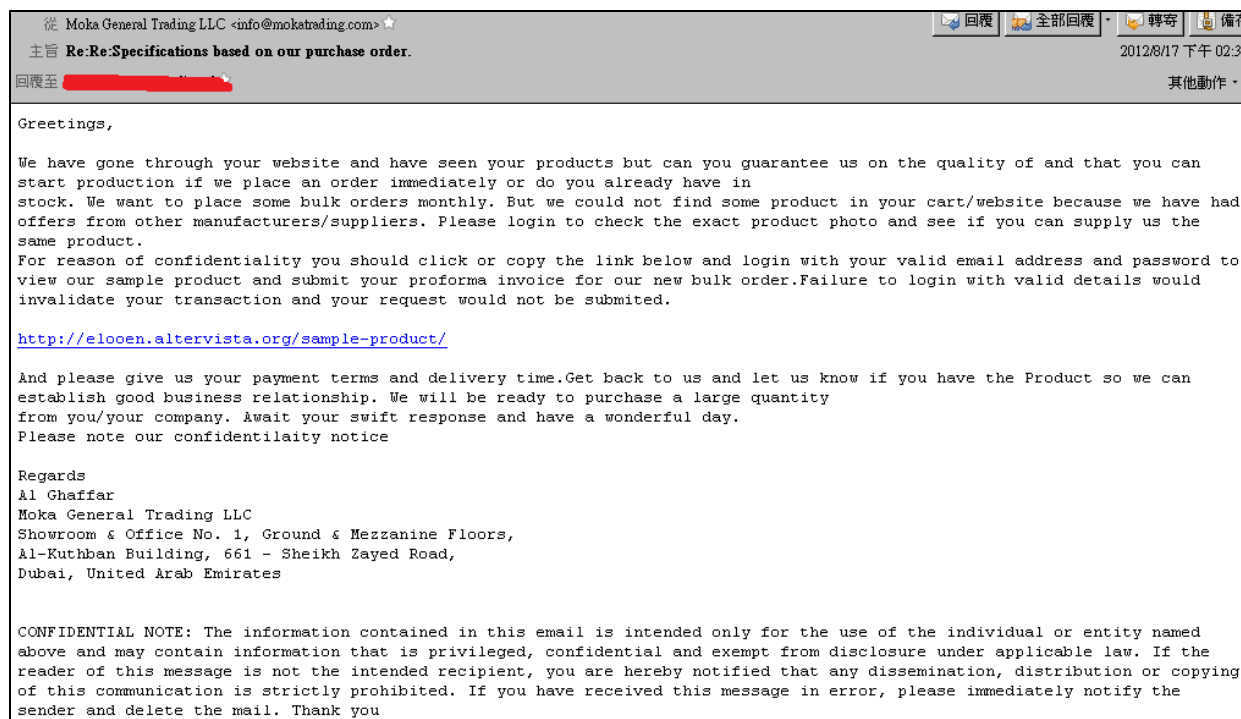 從 Moka General Trading LLC <info@mokatrading.com>
回覆 全部回覆 轉寄
主旨 Re:Re:Specifications based on our purchase order.
2012/8/17 下午 02:3
回覆至
其他動作
Greetings,
We have gone through your website and have seen your products but can you guarantee us on the quality of and that you can
start production if we place an order immediately or do you already have in
stock. We want to place some bulk orders monthly. But we could not find some product in your cart/website because we have had
offers from other manufacturers/suppliers. Please login to check the exact product photo and see if you can supply us the
same product.
For reason of confidentiality you should click or copy the link below and login with your valid email address and password to
view our sample product and submit your proforma invoice for our new bulk order.Failure to login with valid details would
invalidate your transaction and your request would not be submited.
http://elooen.altervista.org/sample-product/
And please give us your payment terms and delivery time.Get back to us and let us know if you have the Product so we can
establish good business relationship. We will be ready to purchase a large quantity
from you/your company. Await your swift response and have a wonderful day.
Please note our confidentilaity notice
Regards
Al Ghaffar
Moka General Trading LLC
Showroom & Office No. 1, Ground & Mezzanine Floors,
Al-Kuthban Building, 661 - Sheikh Zayed Road,
Dubai, United Arab Emirates
CONFIDENTIAL NOTE: The information contained in this email is intended only for the use of the individual or entity named
above and may contain information that is privileged, confidential and exempt from disclosure under applicable law. If the
reader of this message is not the intended recipient, you are hereby notified that any dissemination, distribution or copying
of this communication is strictly prohibited. If you have received this message in error, please immediately notify the
sender and delete the mail. Thank you